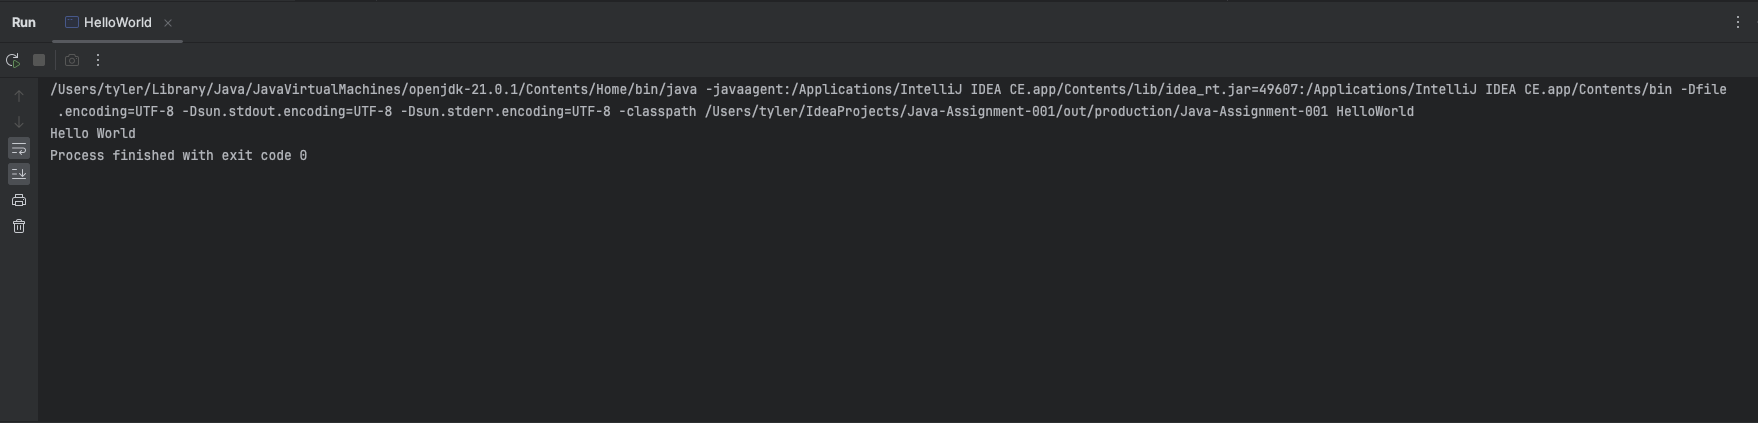 Run HelloWorld
/Users/tyler/Library/Java/JavaVirtualMachines/openjdk-21.0.1/Contents/Home/bin/java -javaagent:/Applications/IntelliJ IDEA CE.app/Contents/lib/idea_rt.jar=49607:/Applications/IntelliJ IDEA CE.app/Contents/bin -Dfile
.encoding=UTF-8 -Dsun.stdout.encoding=UTF-8 -Dsun.stderr.encoding=UTF-8 -classpath /Users/tyler/IdeaProjects/Java-Assignment-001/out/production/Java-Assignment-001 HelloWorld
Hello World
Process finished with exit code 0